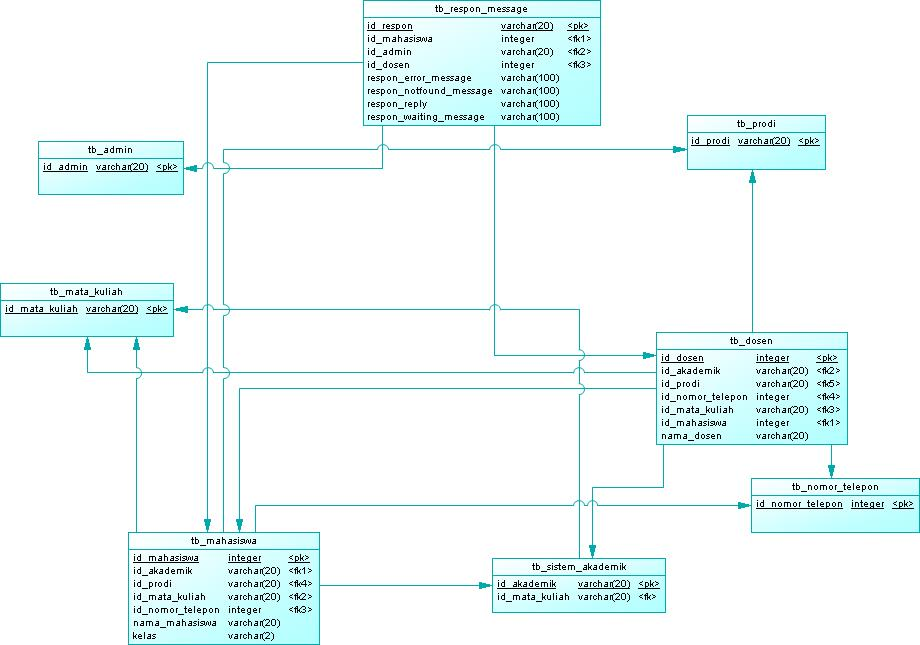 tb_respon_message
id_respon varchar(20) <pk>
id_mahasiswa integer <fk1>
id_admin varchar(20) <fk2>
id_dosen integer <fk3>
respon_error_message varchar(100)
respon_notfound_message varchar(100)
respon_reply varchar(100)
respon_waiting_message varchar(100)
tb_prodi
id_prodi varchar(20) <pk>
tb_admin
id_admin varchar(20) <pk>
tb_mata_kuliah
id_mata_kuliah varchar(20) <pk>
tb_dosen
id_dosen integer <pk>
id_akademik varchar(20) <fk2>
id_prodi varchar(20) <fk5>
id_nomor_telepon integer <fk4>
id_mata_kuliah varchar(20) <fk3>
id_mahasiswa integer <fk1>
nama_dosen varchar(20)
tb_nomor_telepon
id_nomor_telepon integer <pk>
tb_mahasiswa
id_mahasiswa integer <pk>
id_akademik varchar(20) <fk1>
id_prodi varchar(20) <fk4>
id_mata_kuliah varchar(20) <fk2>
id_nomor_telepon integer <fk3>
nama_mahasiswa varchar(20)
kelas varchar(2)
tb_sistem_akademik
id_akademik varchar(20) <pk>
id_mata_kuliah varchar(20) <fk>